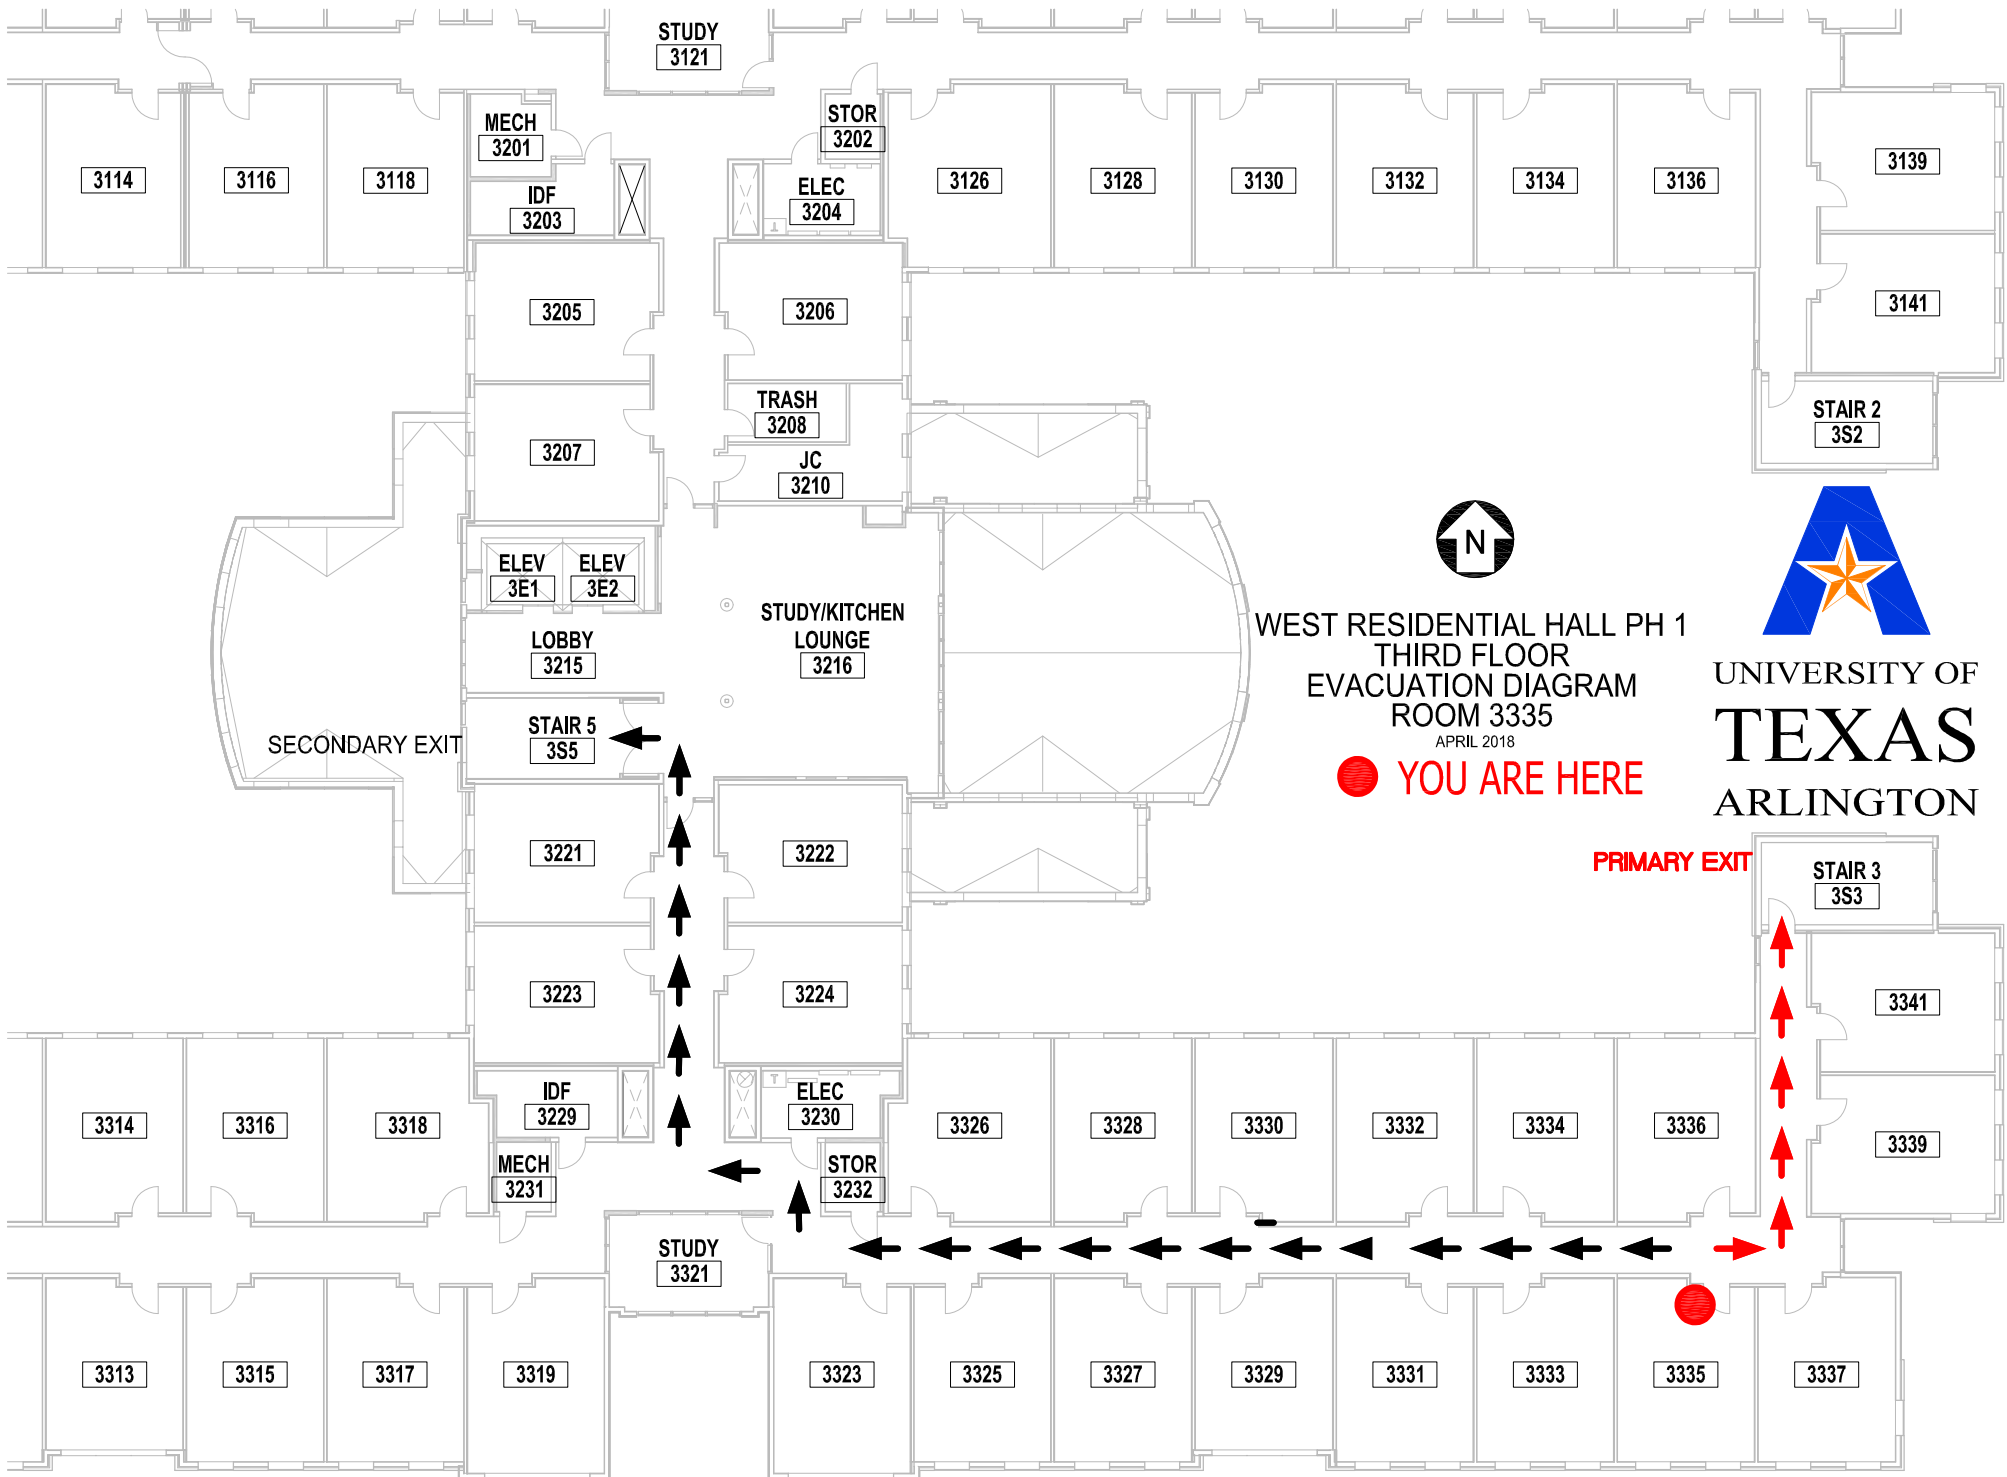 STUDY
3121
MECH
3201
STOR
3202
3114
3116
3118
IDF
3203
ELEC
3204
3126
3128
3130
3132
3134
3136
3139
3205
3206
3141
TRASH
3208
STAIR 2
3S2
3207
JC
3210
ELEV
3E1
ELEV
3E2
N
STUDY/KITCHEN
LOUNGE
3216
LOBBY
3215
WEST RESIDENTIAL HALL PH 1
THIRD FLOOR
EVACUATION DIAGRAM
ROOM 3335
APRIL 2018
YOU ARE HERE
UNIVERSITY OF
TEXAS
ARLINGTON
SECONDARY EXIT
STAIR 5
3S5
3221
3222
PRIMARY EXIT
STAIR 3
3S3
3223
3224
3341
IDF
3229
T
ELEC
3230
3314
3316
3318
3326
3328
3330
3332
3334
3336
3339
MECH
3231
STOR
3232
STUDY
3321
3313
3315
3317
3319
3323
3325
3327
3329
3331
3333
3335
3337